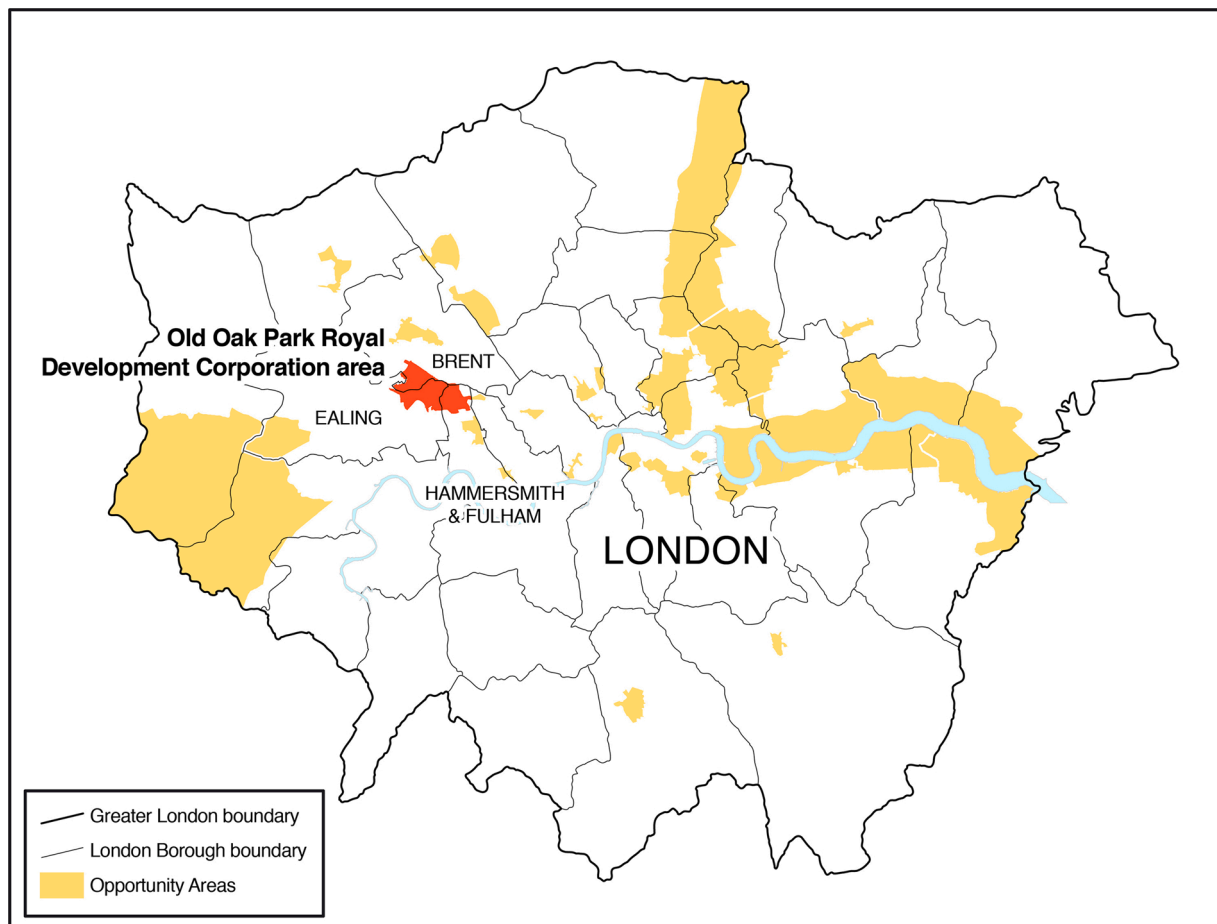 Old Oak Park Royal
Development Corporation area
BRENT
EALING
HAMMERSMITH
& FULHAM
LONDON
Greater London boundary
London Borough boundary
Opportunity Areas